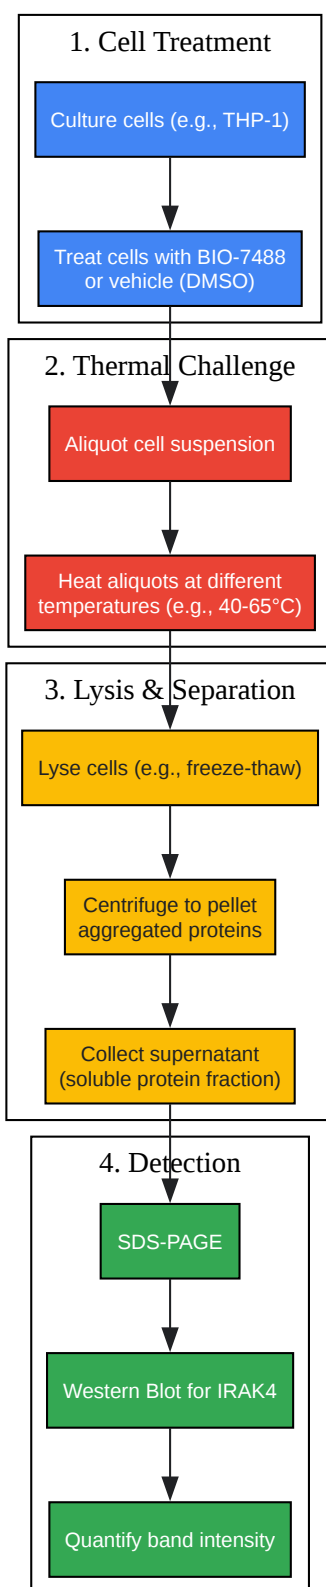 1. Cell Treatment
Culture cells (e.g., THP-1)
Treat cells with BIO-7488
or vehicle (DMSO)
2. Thermal Challenge
Aliquot cell suspension
Heat aliquots at different
temperatures (e.g., 40-65°C)
3. Lysis & Separation
Lyse cells (e.g., freeze-thaw)
Centrifuge to pellet
aggregated proteins
Collect supernatant
(soluble protein fraction)
4. Detection
SDS-PAGE
Western Blot for IRAK4
Quantify band intensity